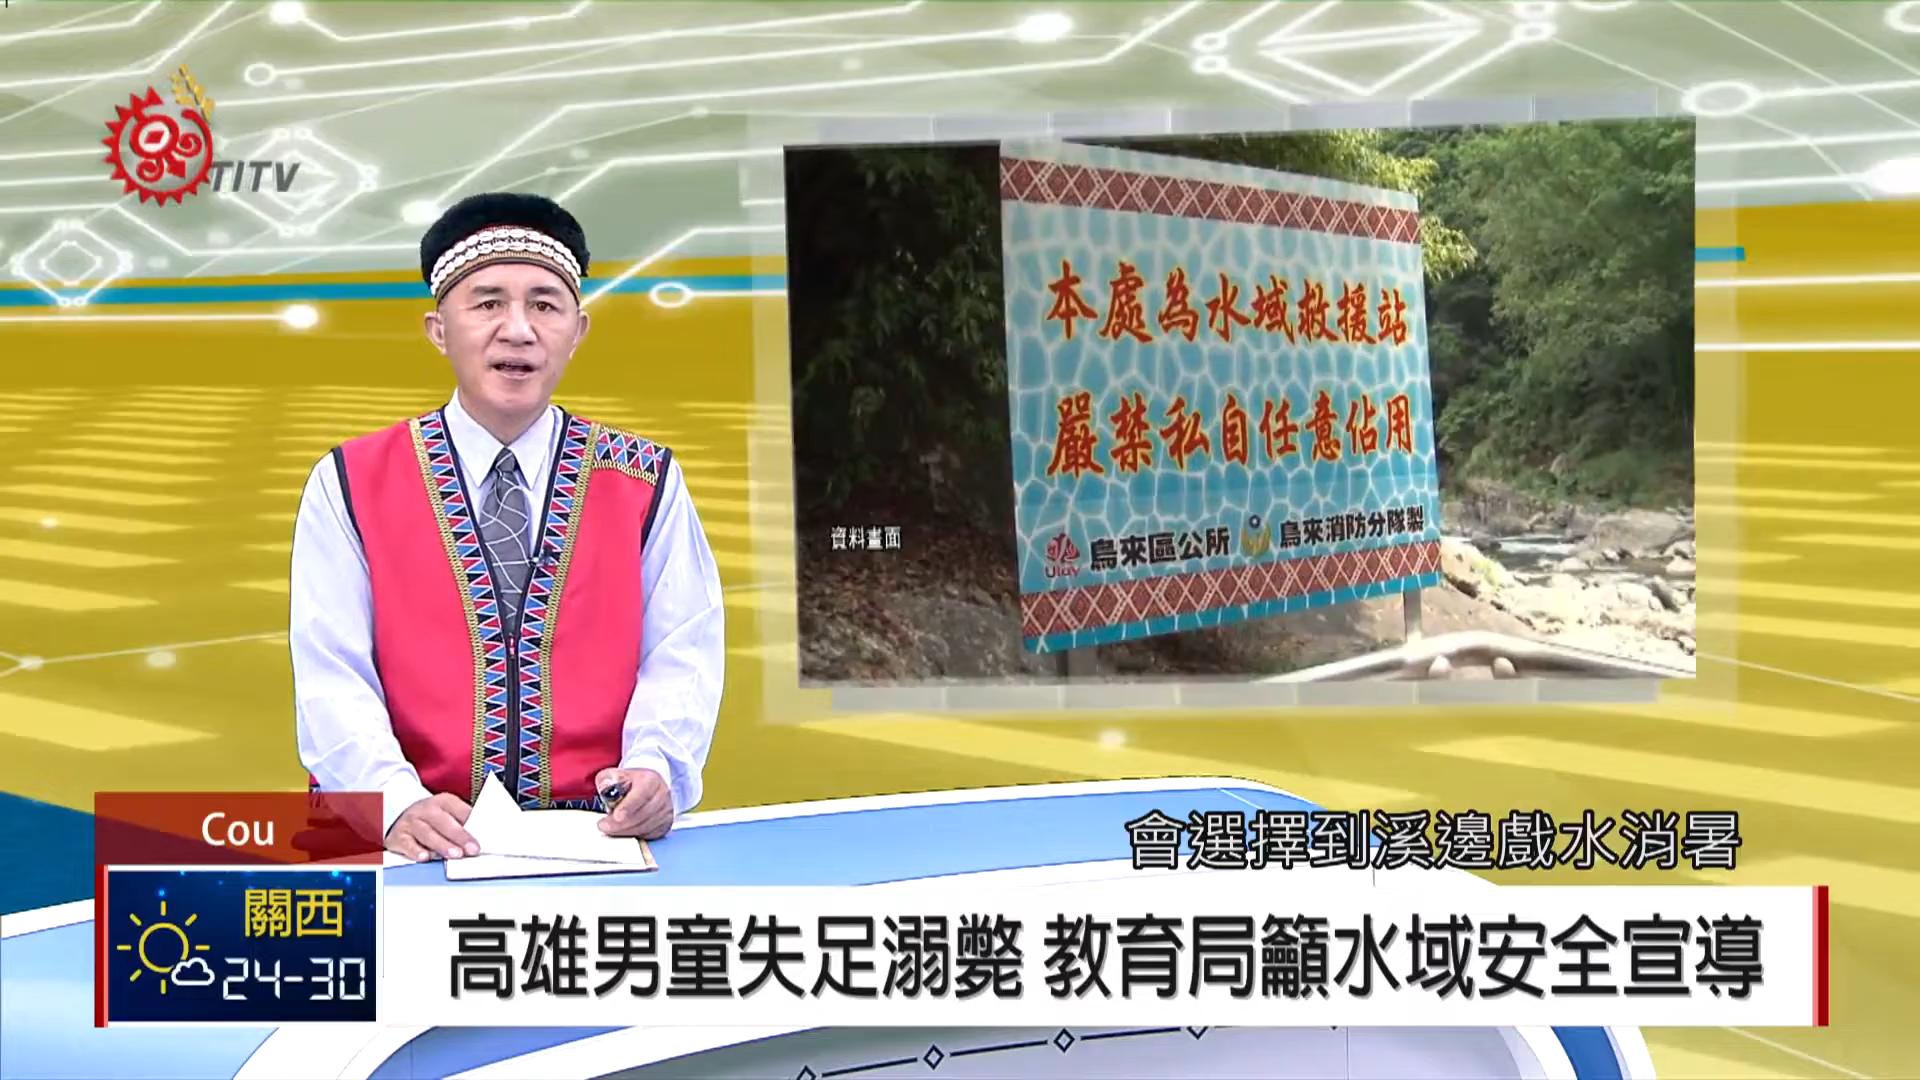 TITV
本處為水域救援站
嚴禁私自任意佔用
Ulay 烏來區公所 烏來消防分隊製
資料畫面
會選擇到溪邊戲水消暑
Cou
關西
24-30
高雄男童失足溺斃 教育局籲水域安全宣導